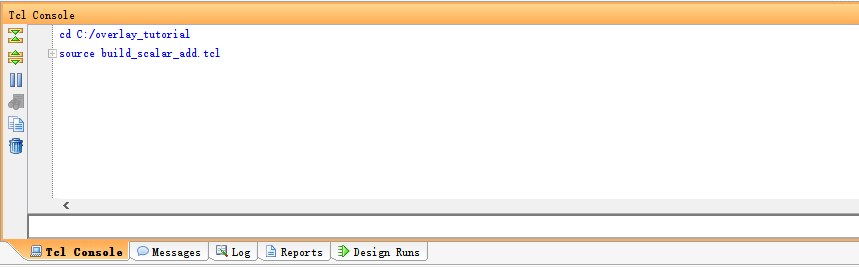 Tcl Console
cd C:/overlay_tutorial
source build_scalar_add.tcl
Tcl Console Messages Log Reports Design Runs